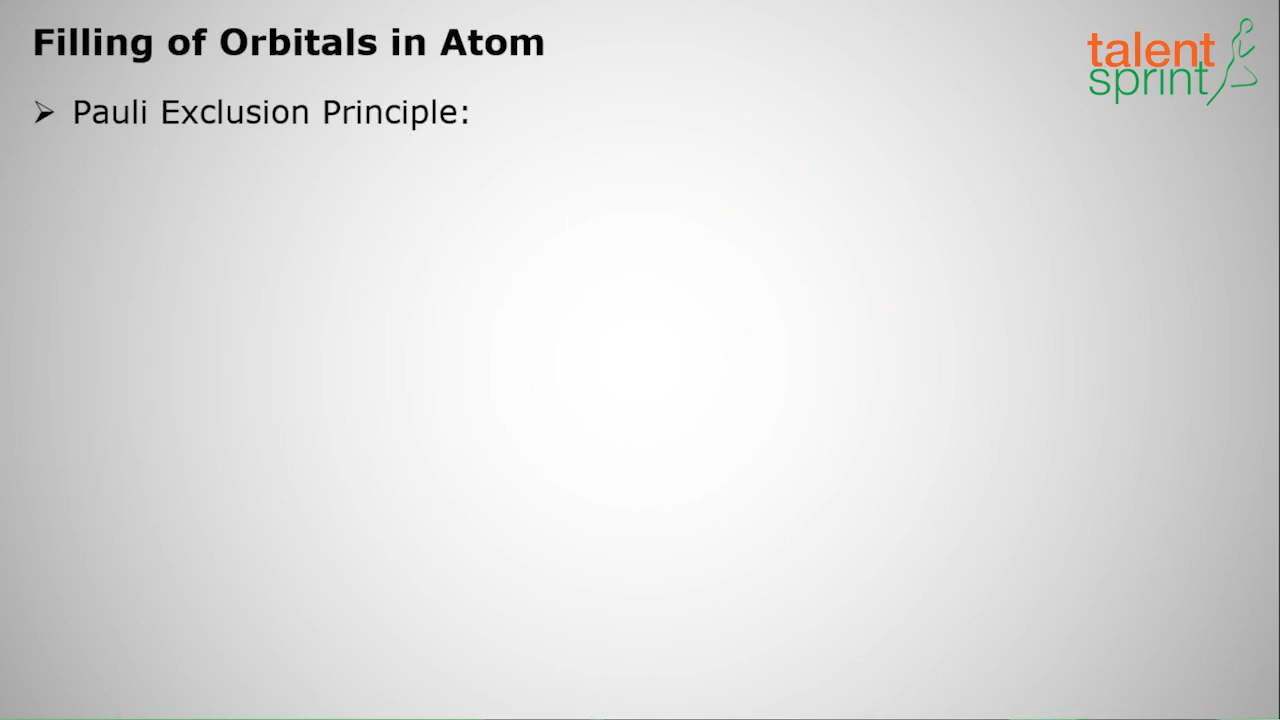 Filling of Orbitals in Atom
talent
sprint
➢ Pauli Exclusion Principle: